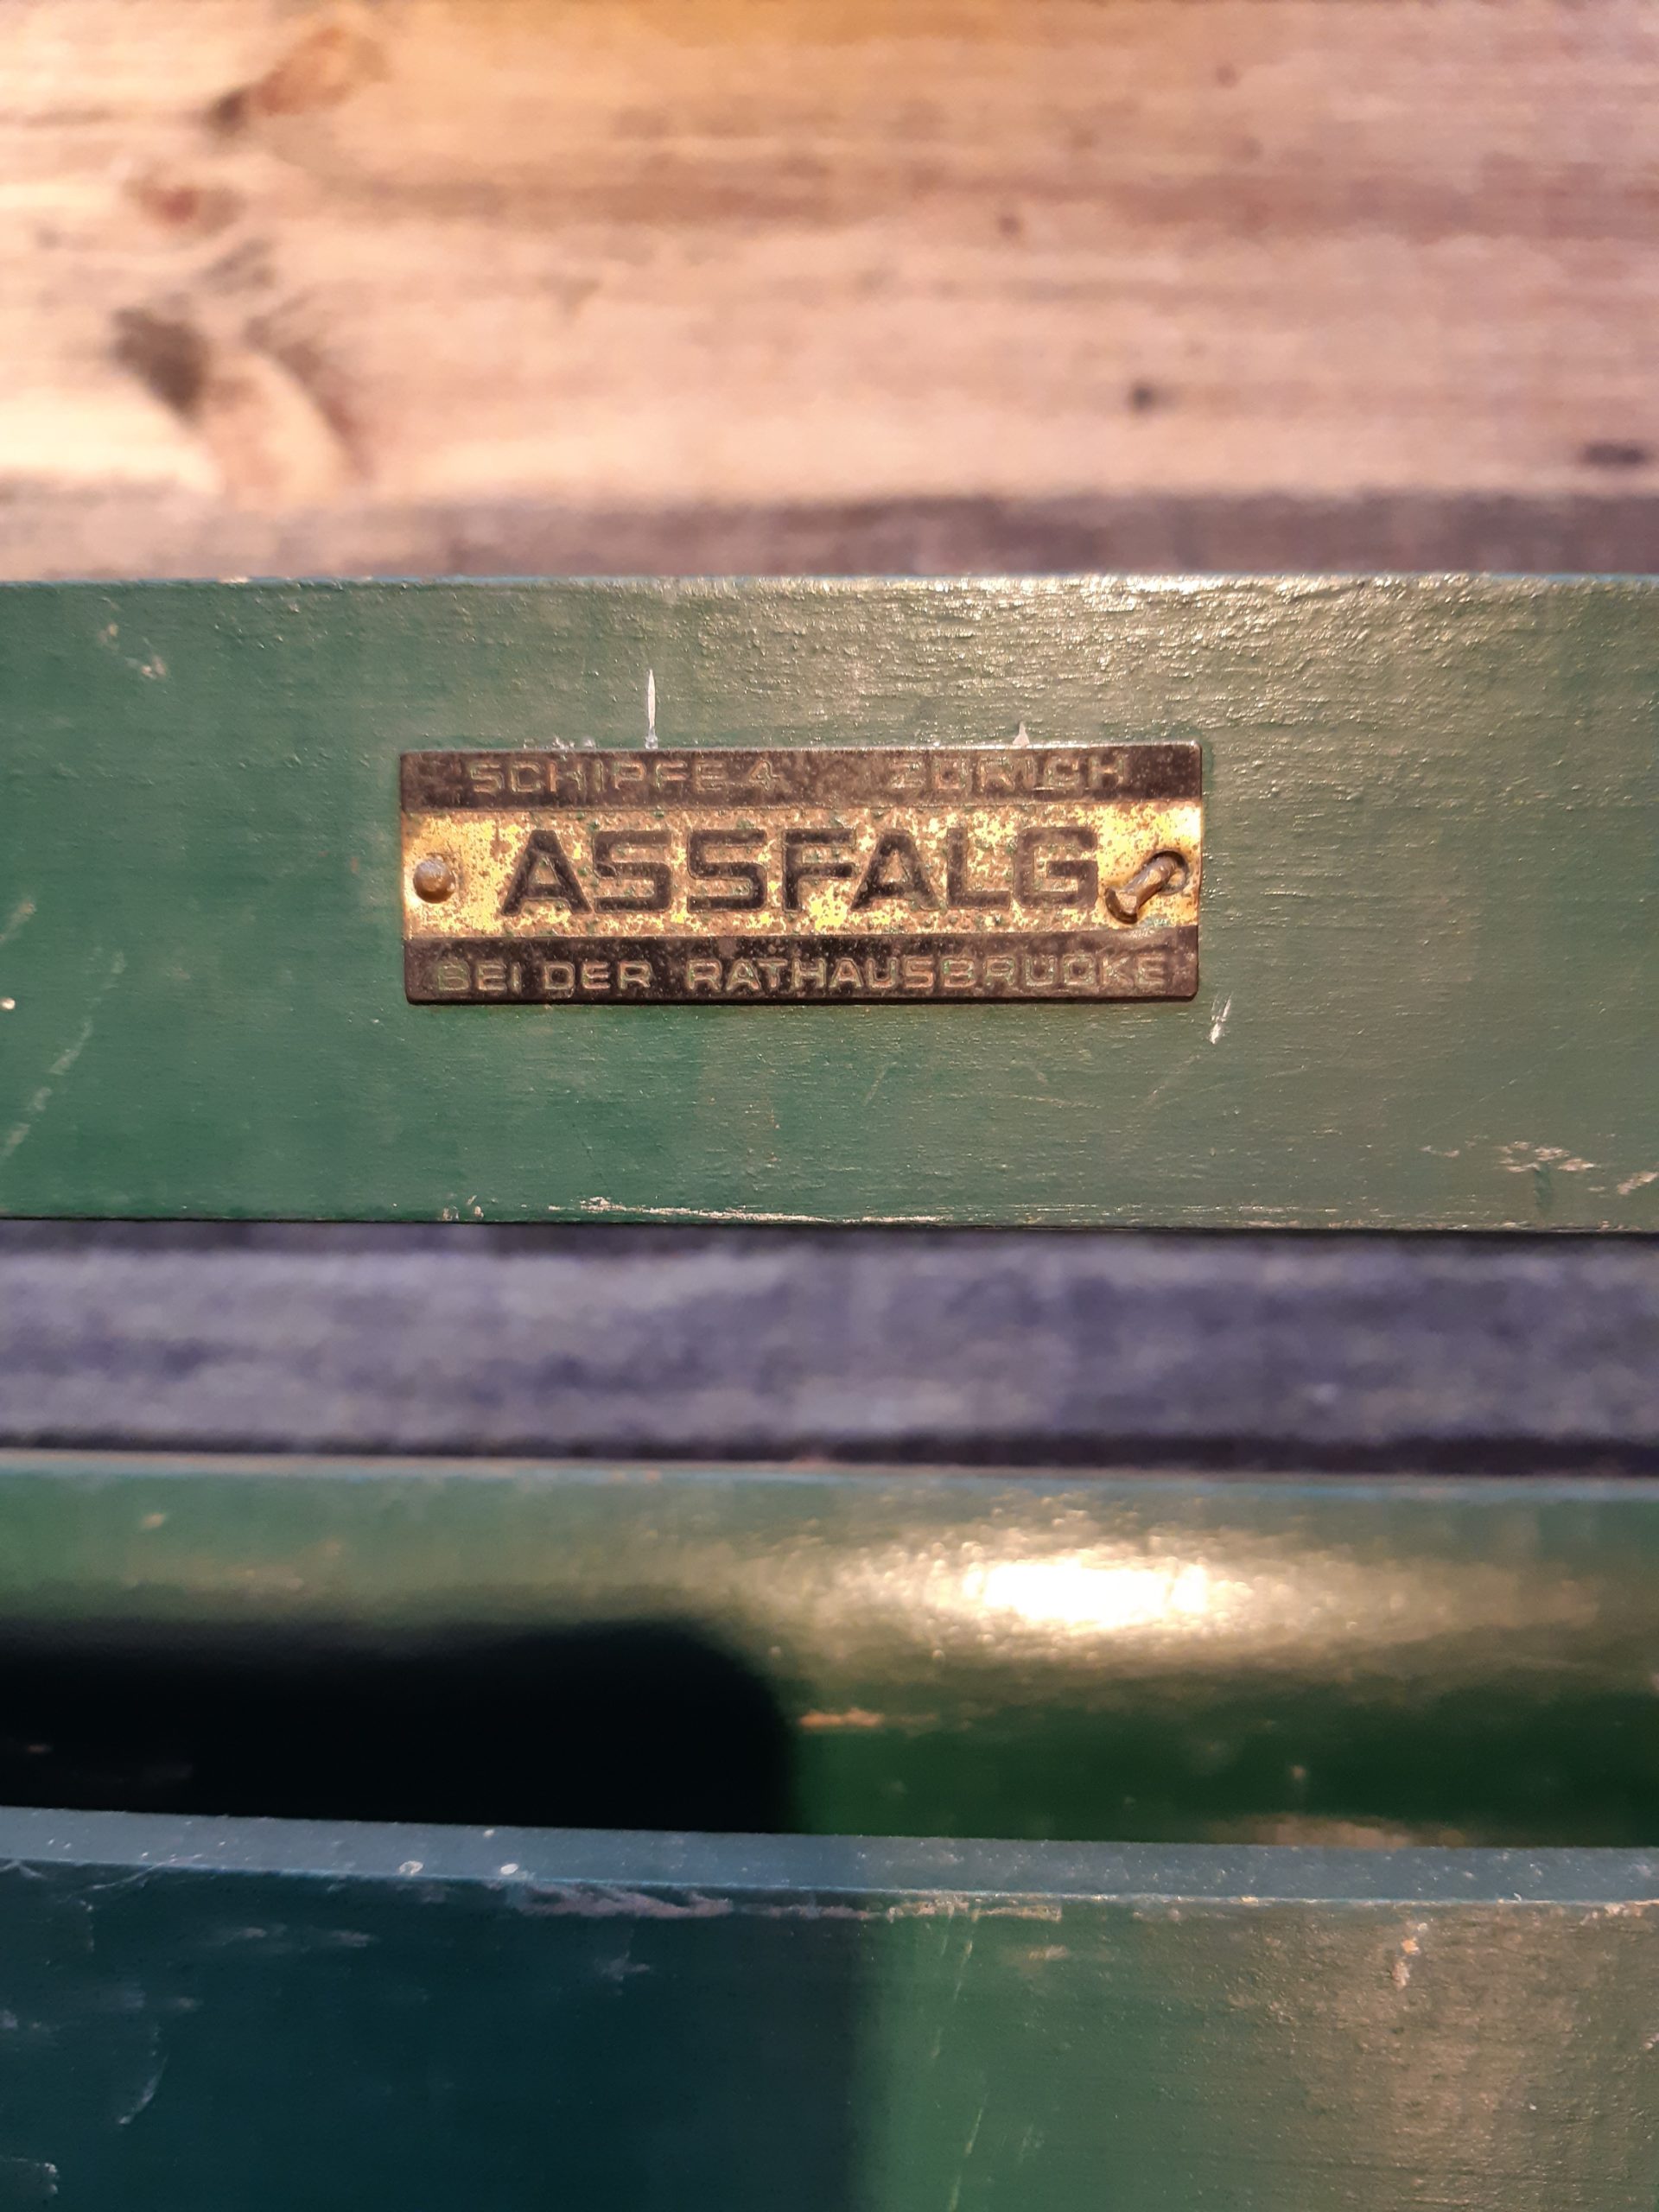 SCHIPFE 4 ZÜRICH
ASSFALG
BEI DER RATHAUSBRÜCKE